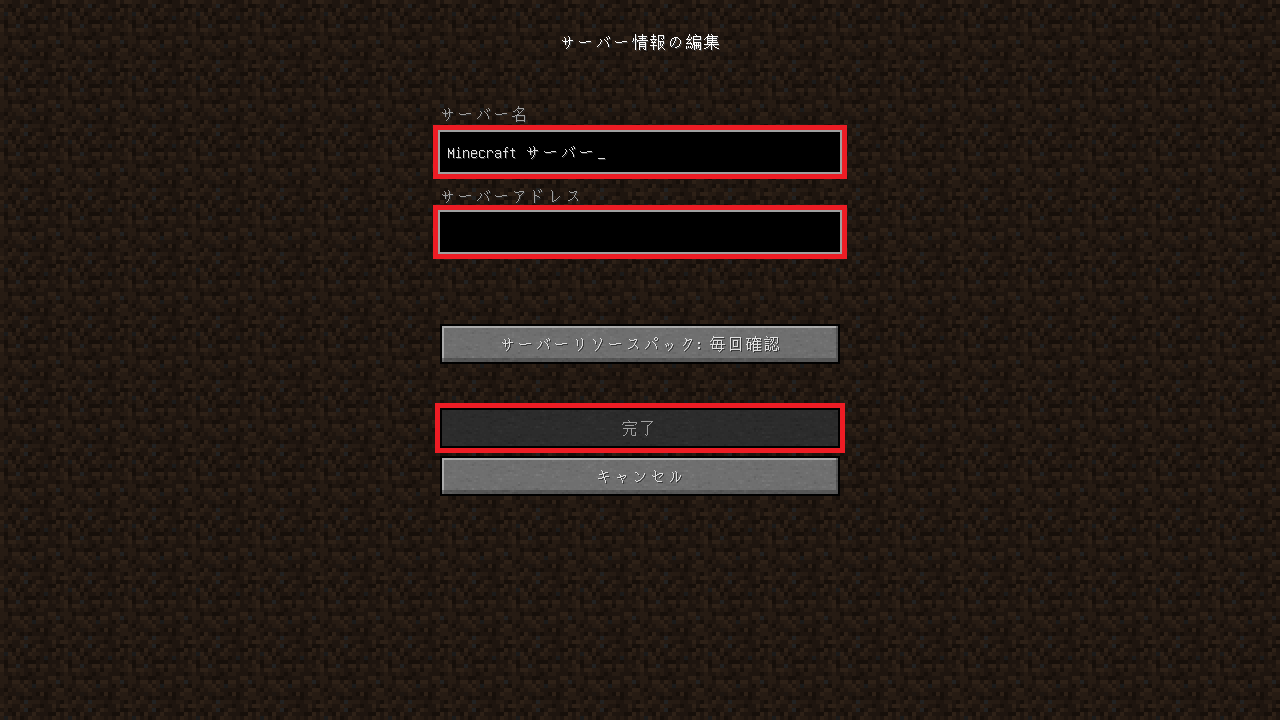 サーバー情報の編集
サーバー名
Minecraft サーバー_
サーバーアドレス
サーバーリソースパック: 毎回確認
完了
キャンセル